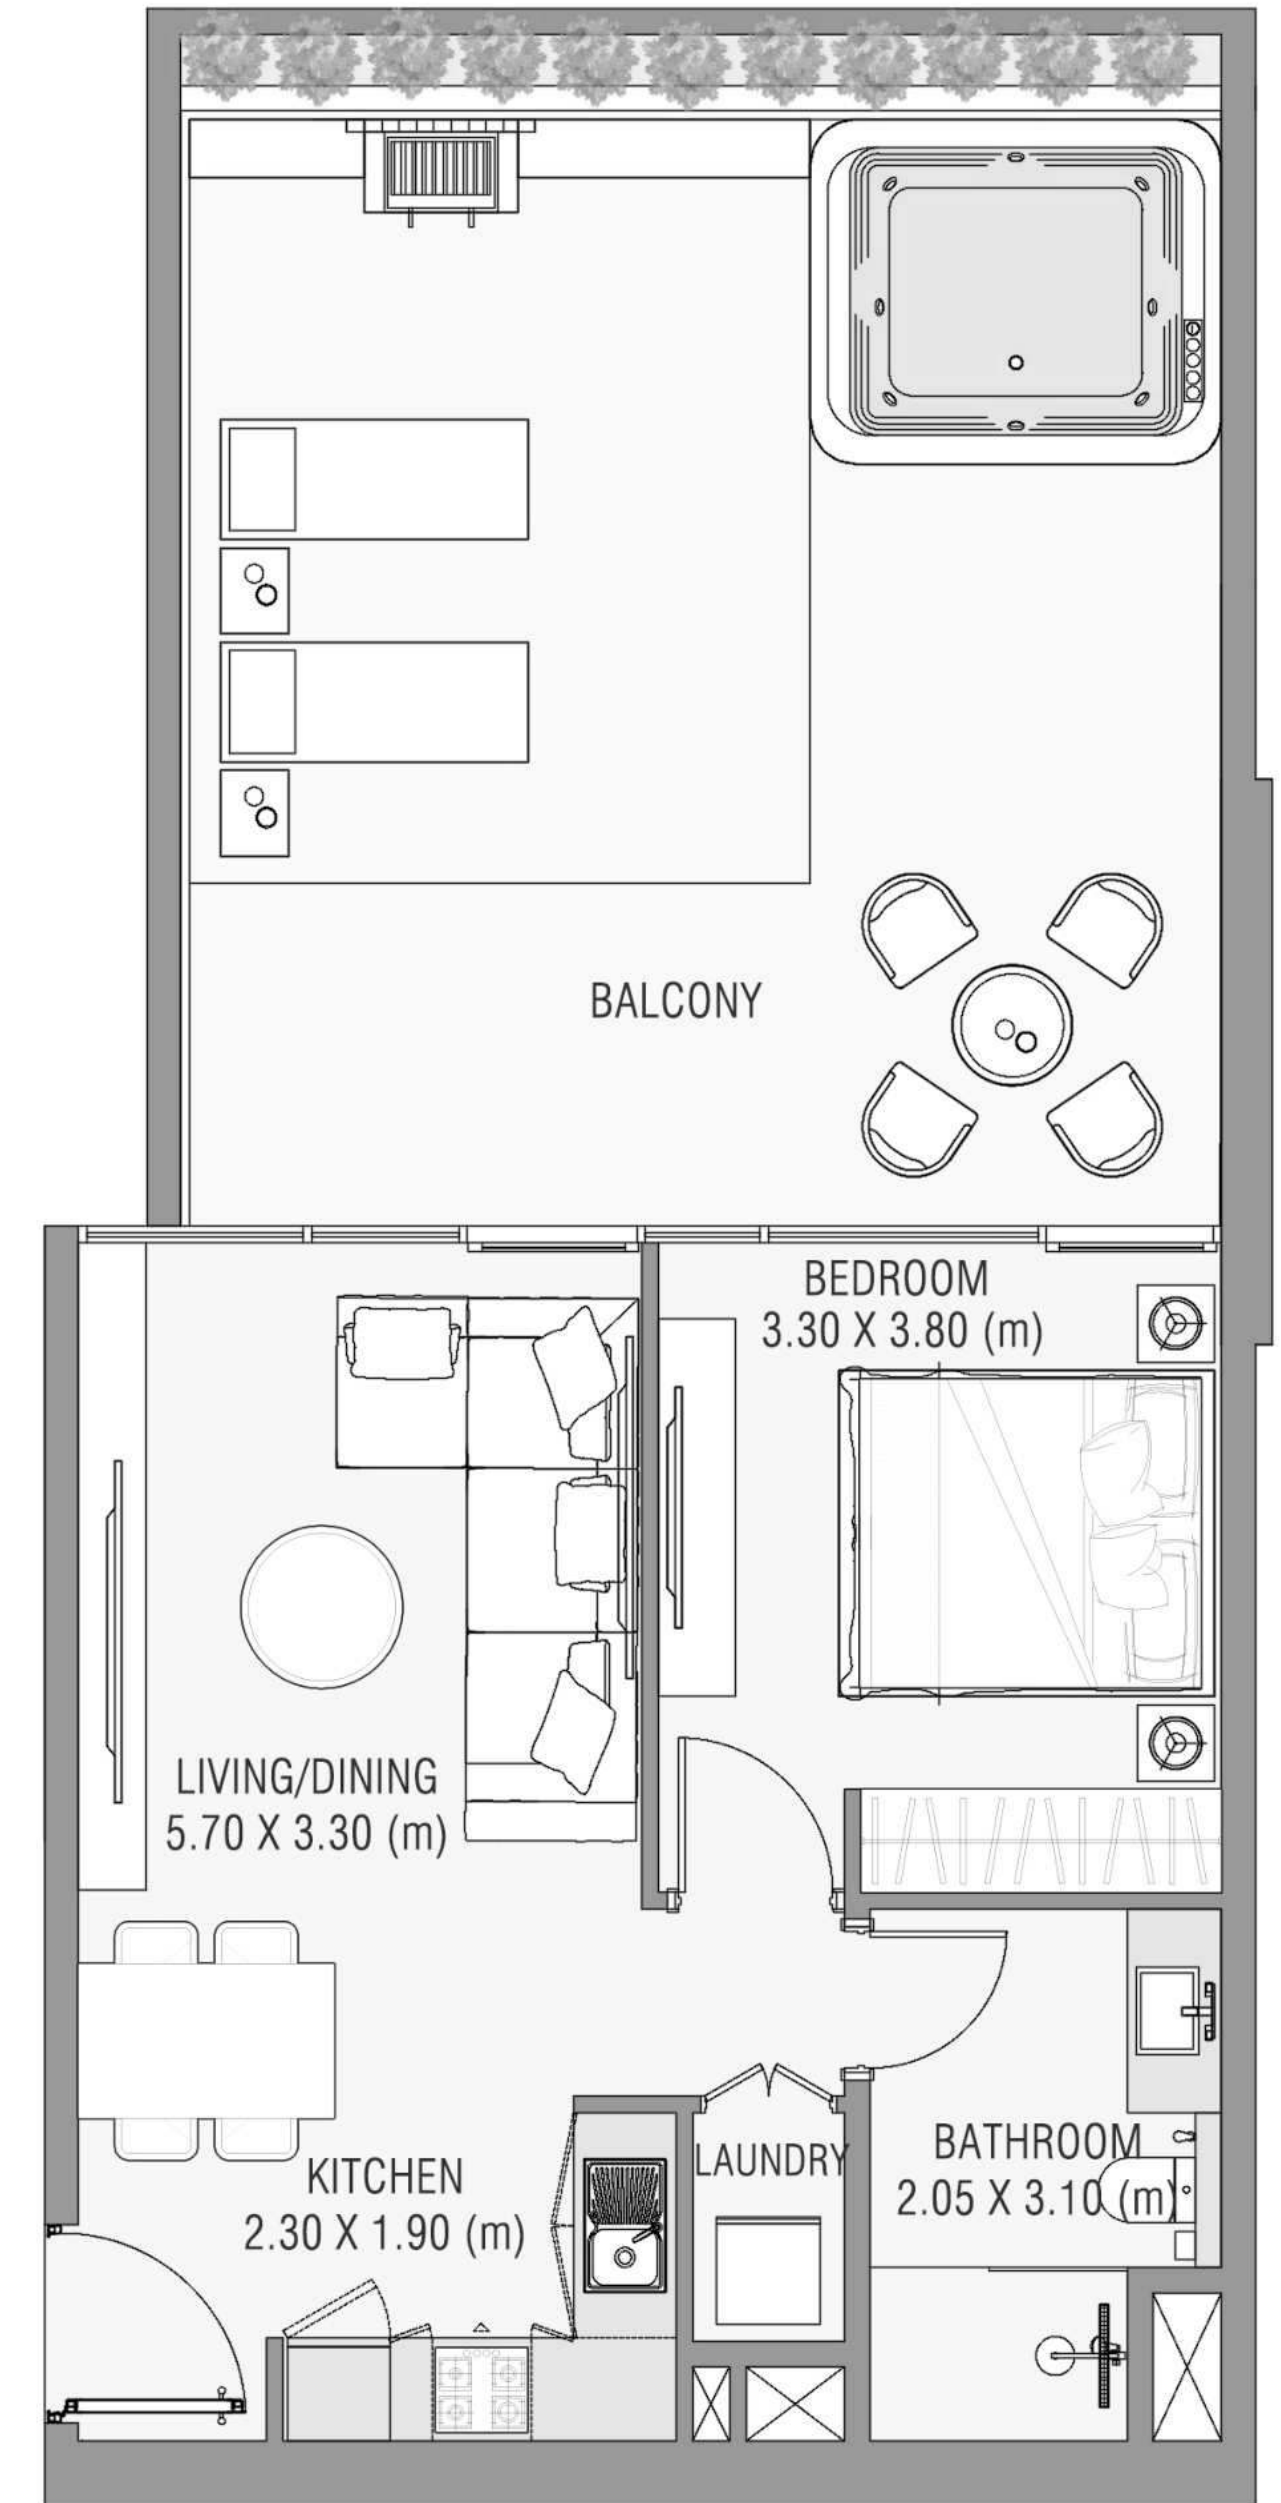 BALCONY
BEDROOM
3.30 X 3.80 (m)
LIVING/DINING
5.70 X 3.30 (m)
KITCHEN
2.30 X 1.90 (m)
LAUNDRY
BATHROOM
2.05 X 3.10 (m)